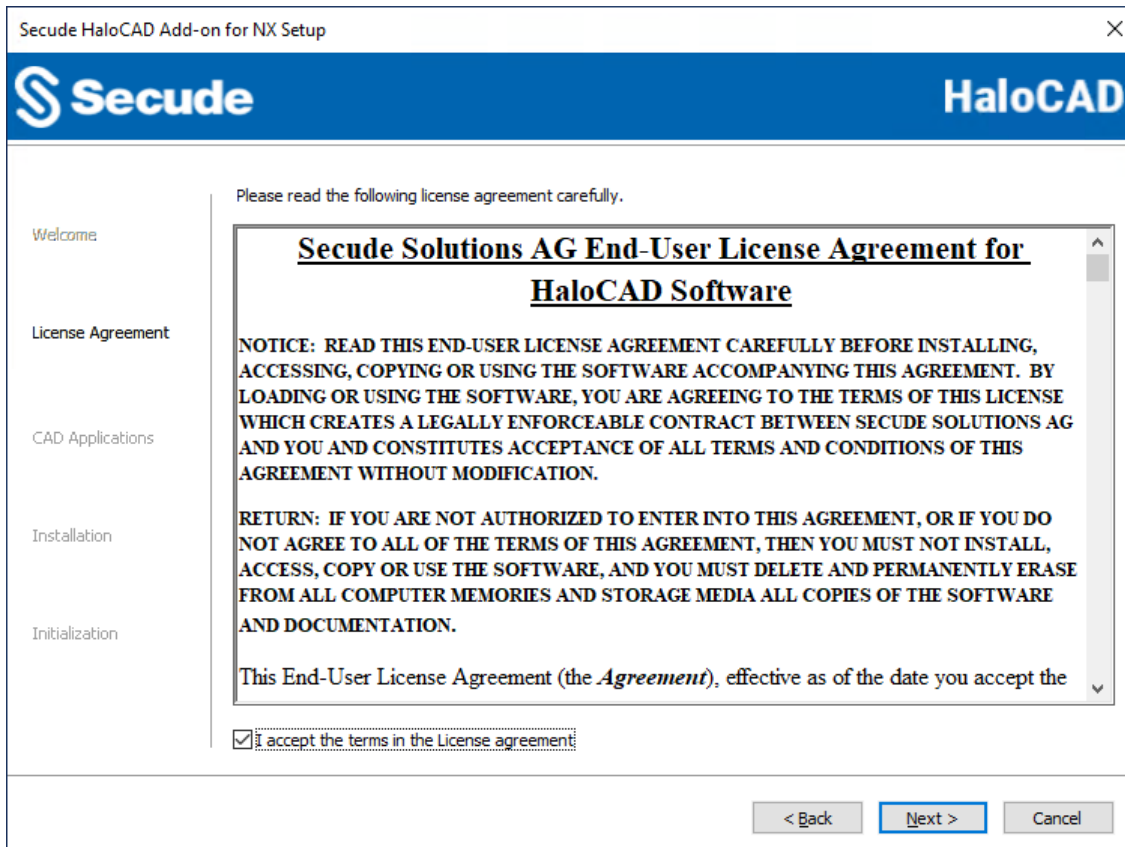 Secude HaloCAD Add-on for NX Setup
Secude
HaloCAD
Please read the following license agreement carefully.
Welcome
License Agreement
CAD Applications
Installation
Initialization
Secude Solutions AG End-User License Agreement for
HaloCAD Software
NOTICE: READ THIS END-USER LICENSE AGREEMENT CAREFULLY BEFORE INSTALLING,
ACCESSING, COPYING OR USING THE SOFTWARE ACCOMPANYING THIS AGREEMENT. BY
LOADING OR USING THE SOFTWARE, YOU ARE AGREEING TO THE TERMS OF THIS LICENSE
WHICH CREATES A LEGALLY ENFORCEABLE CONTRACT BETWEEN SECUDE SOLUTIONS AG
AND YOU AND CONSTITUTES ACCEPTANCE OF ALL TERMS AND CONDITIONS OF THIS
AGREEMENT WITHOUT MODIFICATION.
RETURN: IF YOU ARE NOT AUTHORIZED TO ENTER INTO THIS AGREEMENT, OR IF YOU DO
NOT AGREE TO ALL OF THE TERMS OF THIS AGREEMENT, THEN YOU MUST NOT INSTALL,
ACCESS, COPY OR USE THE SOFTWARE, AND YOU MUST DELETE AND PERMANENTLY ERASE
FROM ALL COMPUTER MEMORIES AND STORAGE MEDIA ALL COPIES OF THE SOFTWARE
AND DOCUMENTATION.
This End-User License Agreement (the Agreement), effective as of the date you accept the
I accept the terms in the License agreement
< Back
Next >
Cancel